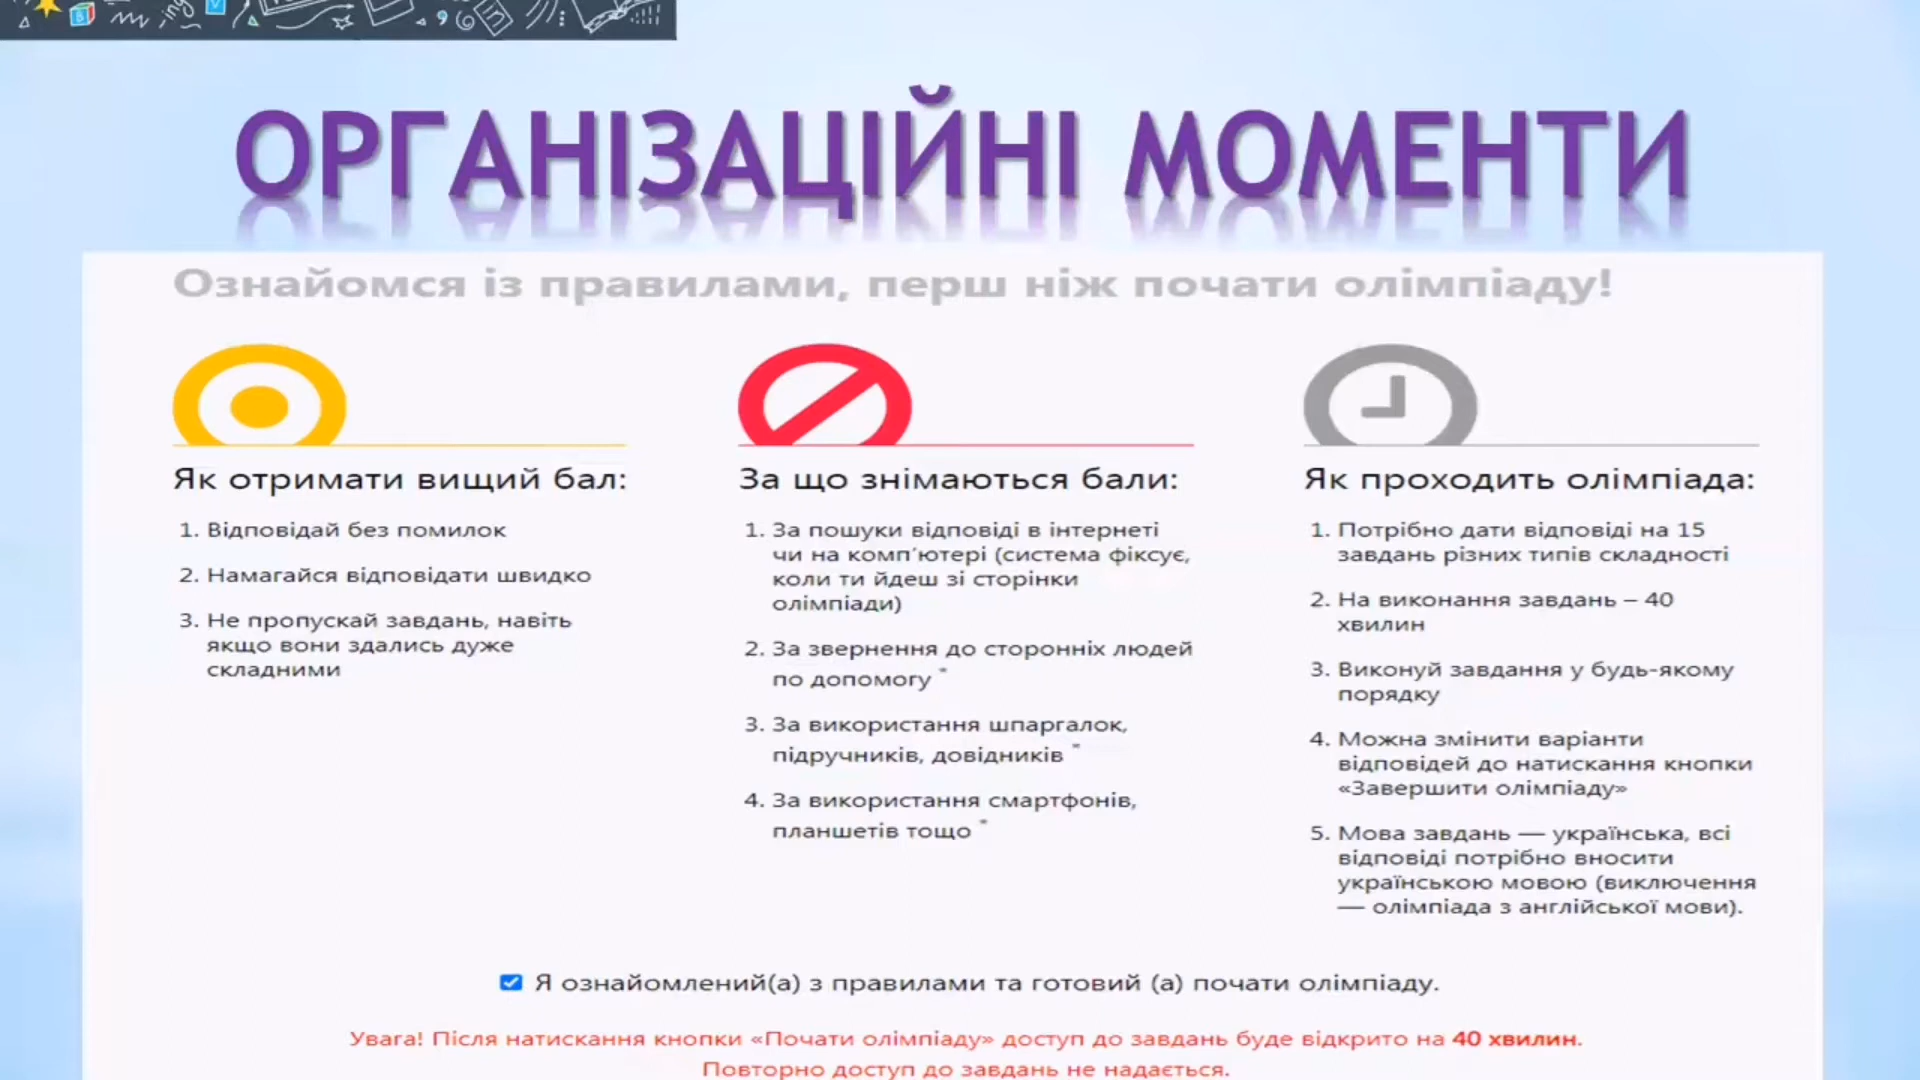 ОРГАНІЗАЦІЙНІ МОМЕНТИ
Ознайомся із правилами, перш ніж почати олімпіаду!
Як отримати вищий бал:
1. Відповідай без помилок
2. Намагайся відповідати швидко
3. Не пропускай завдань, навіть
якщо вони здались дуже
складними
За що знімаються бали:
1. За пошуки відповіді в інтернеті
чи на комп'ютері (система фіксує,
коли ти йдеш зі сторінки
олімпіади)
2. За звернення до сторонніх людей
по допомогу *
3. За використання шпаргалок,
підручників, довідників *
4. За використання смартфонів,
планшетів тощо *
Як проходить олімпіада:
1. Потрібно дати відповіді на 15
завдань різних типів складності
2. На виконання завдань – 40
хвилин
3. Виконуй завдання у будь-якому
порядку
4. Можна змінити варіанти
відповідей до натискання кнопки
«Завершити олімпіаду»
5. Мова завдань — українська, всі
відповіді потрібно вносити
українською мовою (виключення
— олімпіада з англійської мови).
Я ознайомлений(а) з правилами та готовий (а) почати олімпіаду.
Увага! Після натискання кнопки «Почати олімпіаду» доступ до завдань буде відкрито на 40 хвилин.
Повторно доступ до завдань не надається.